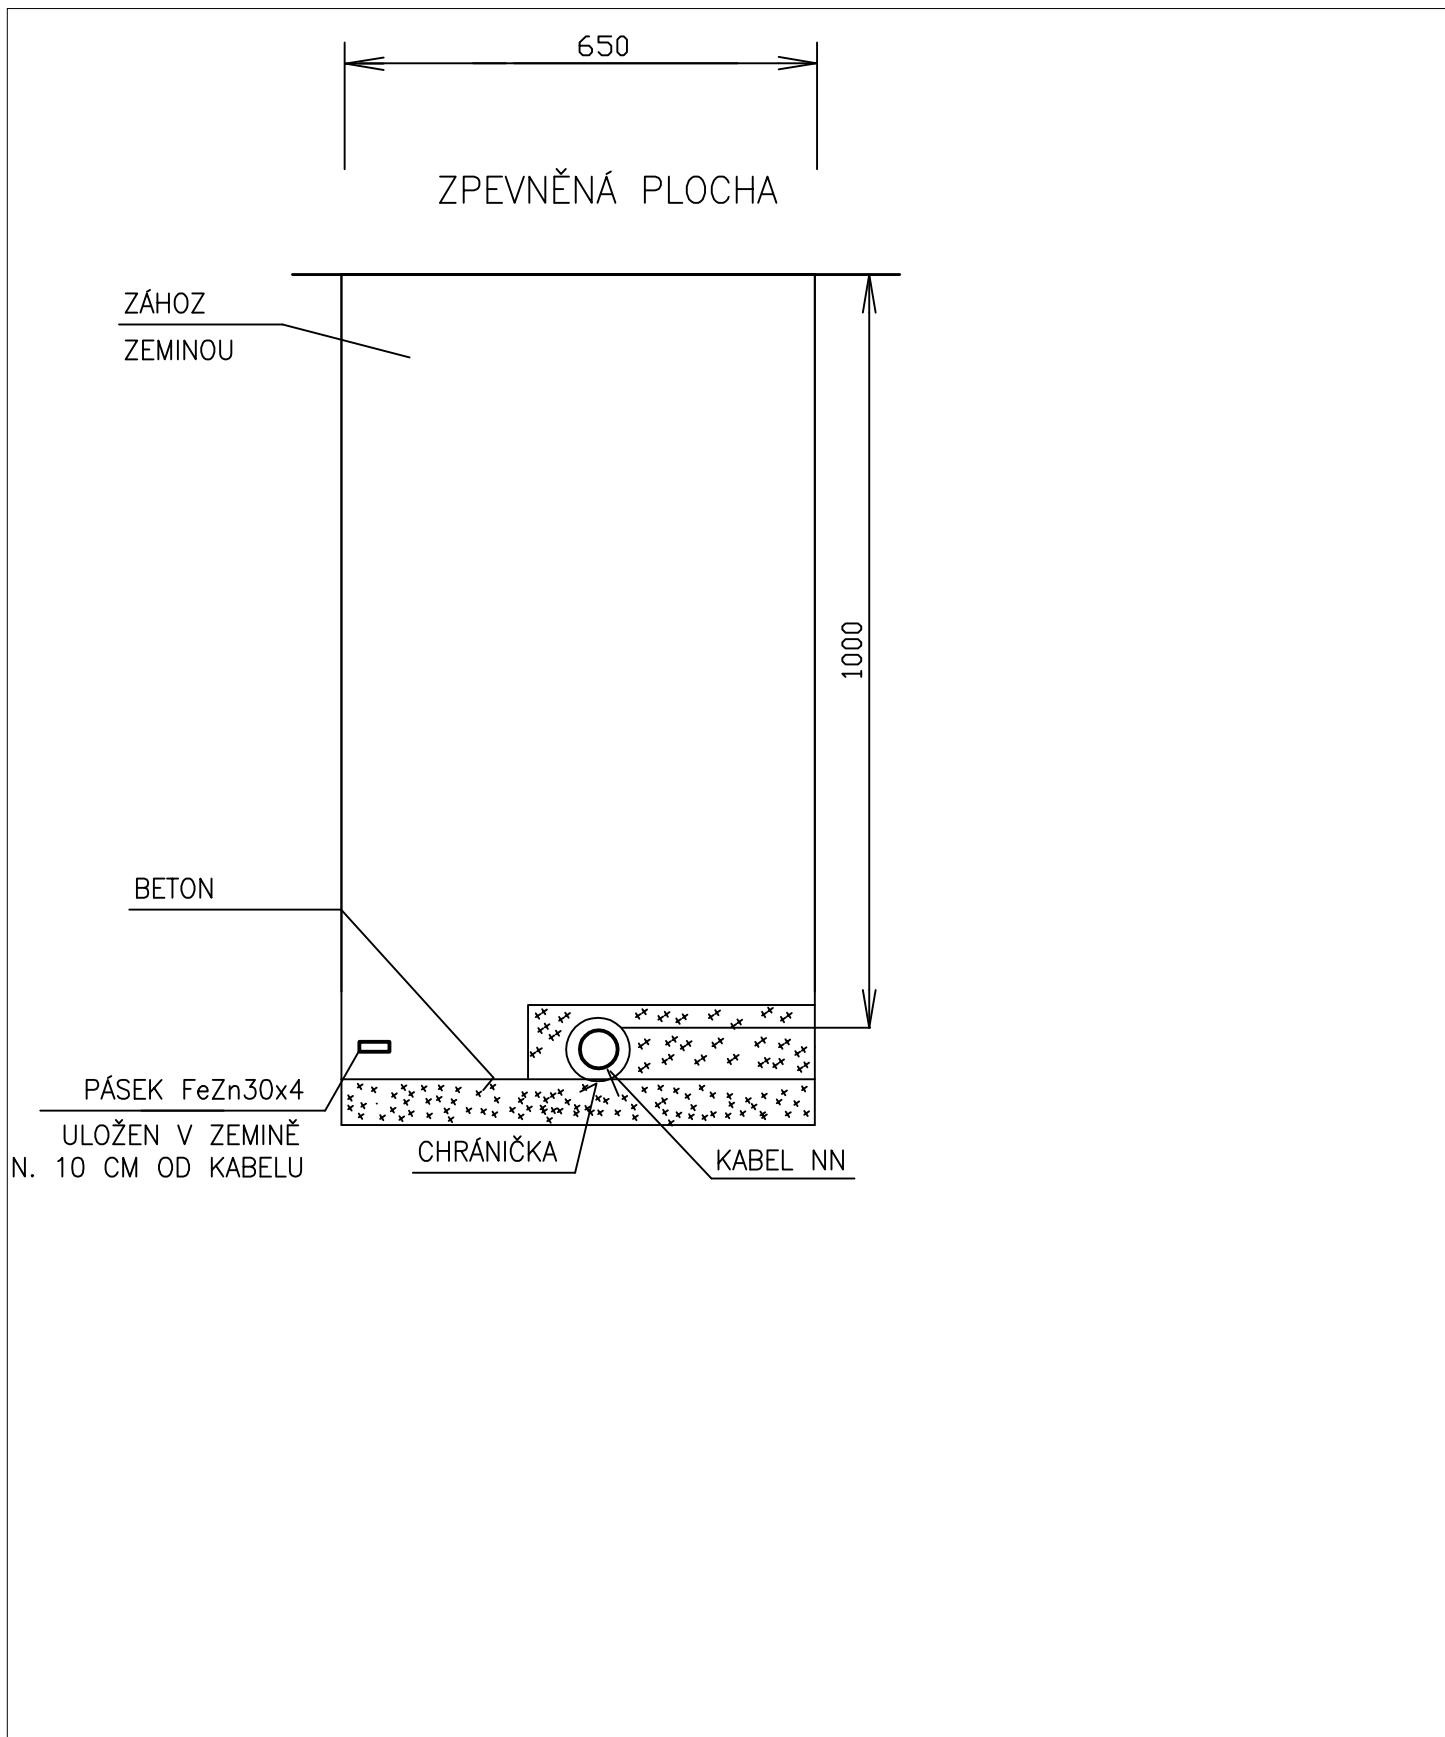 650
ZPEVNĚNÁ PLOCHA
ZÁHOZ
ZEMINOU
1000
BETON
PÁSEK FeZn30x4
ULOŽEN V ZEMINĚ
N. 10 CM OD KABELU
CHRÁNIČKA
KABEL NN